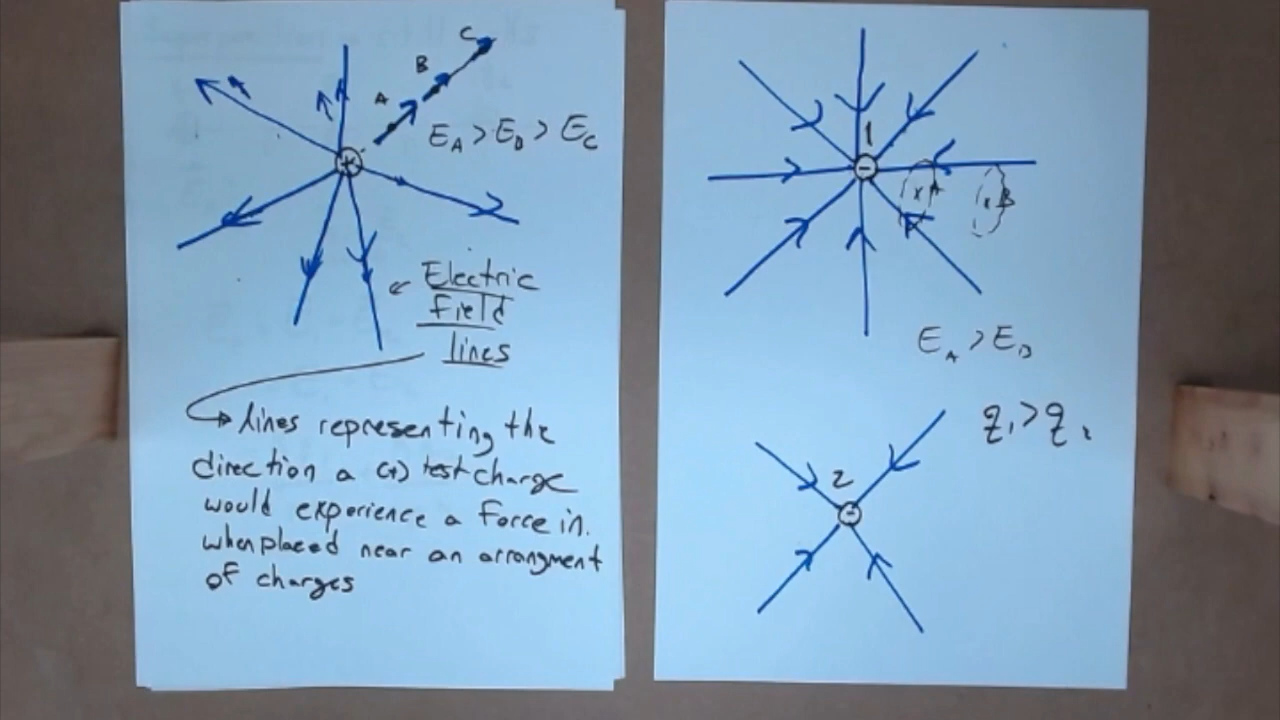 C
B
A
E_A > E_B > E_C
+
Electric
field
lines
lines representing the
direction a (+) test charge
would experience a force in.
when placed near an arrangment
of charges
1
-
x A
x B
E_A > E_B
q_1 > q_2
2
-